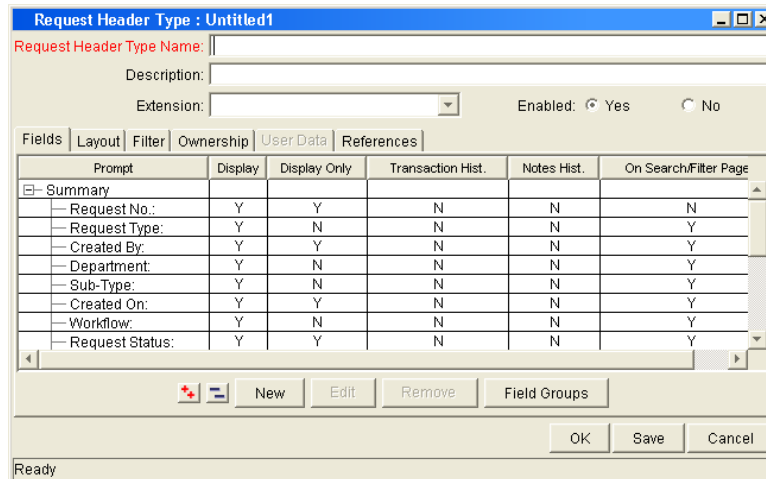 Request Header Type : Untitled1
Request Header Type Name:
Description:
Extension: Enabled: Yes No
Fields Layout Filter Ownership User Data References
Prompt Display Display Only Transaction Hist. Notes Hist. On Search/Filter Page
Summary
Request No.: Y Y N N N
Request Type: Y N N N Y
Created By: Y Y N N Y
Department: Y N N N Y
Sub-Type: Y N N N Y
Created On: Y Y N N Y
Workflow: Y N N N Y
Request Status: Y Y N N Y
New Edit Remove Field Groups
OK Save Cancel
Ready